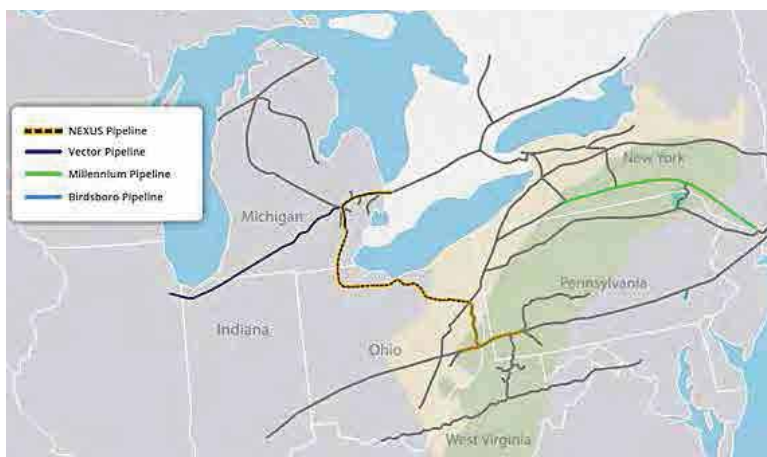 NEXUS Pipeline
Vector Pipeline
Millennium Pipeline
Birdsboro Pipeline
New York
Michigan
Pennsylvania
Indiana
Ohio
West Virginia